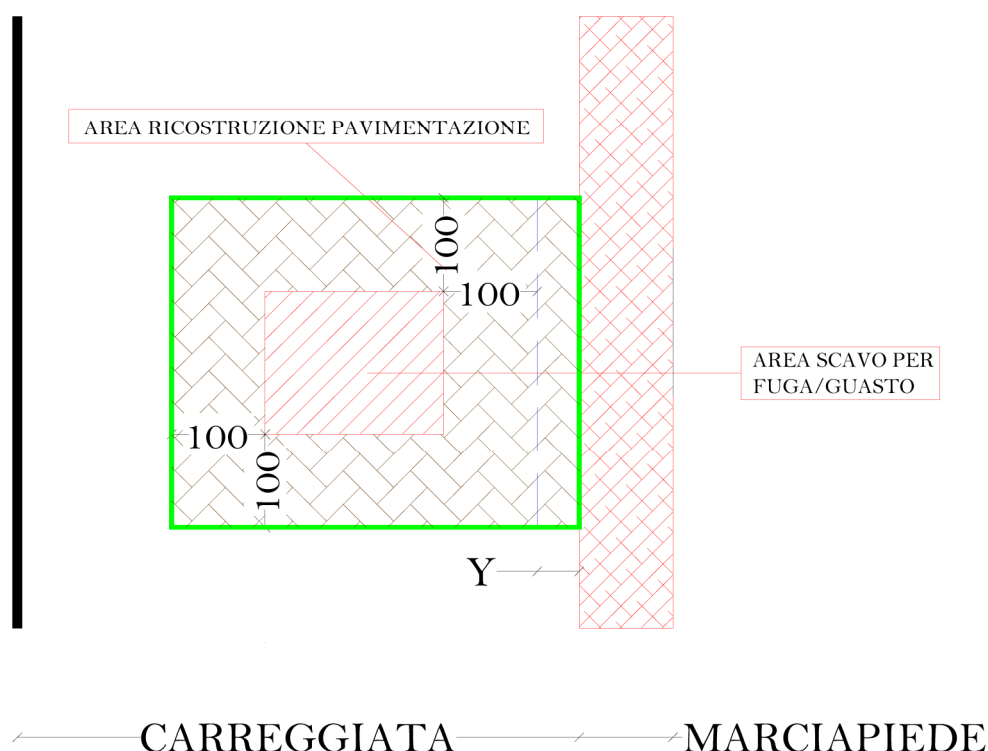 AREA RICOSTRUZIONE PAVIMENTAZIONE
100
100
AREA SCAVO PER
FUGA/GUASTO
100
100
Y
CARREGGIATA
MARCIAPIEDE